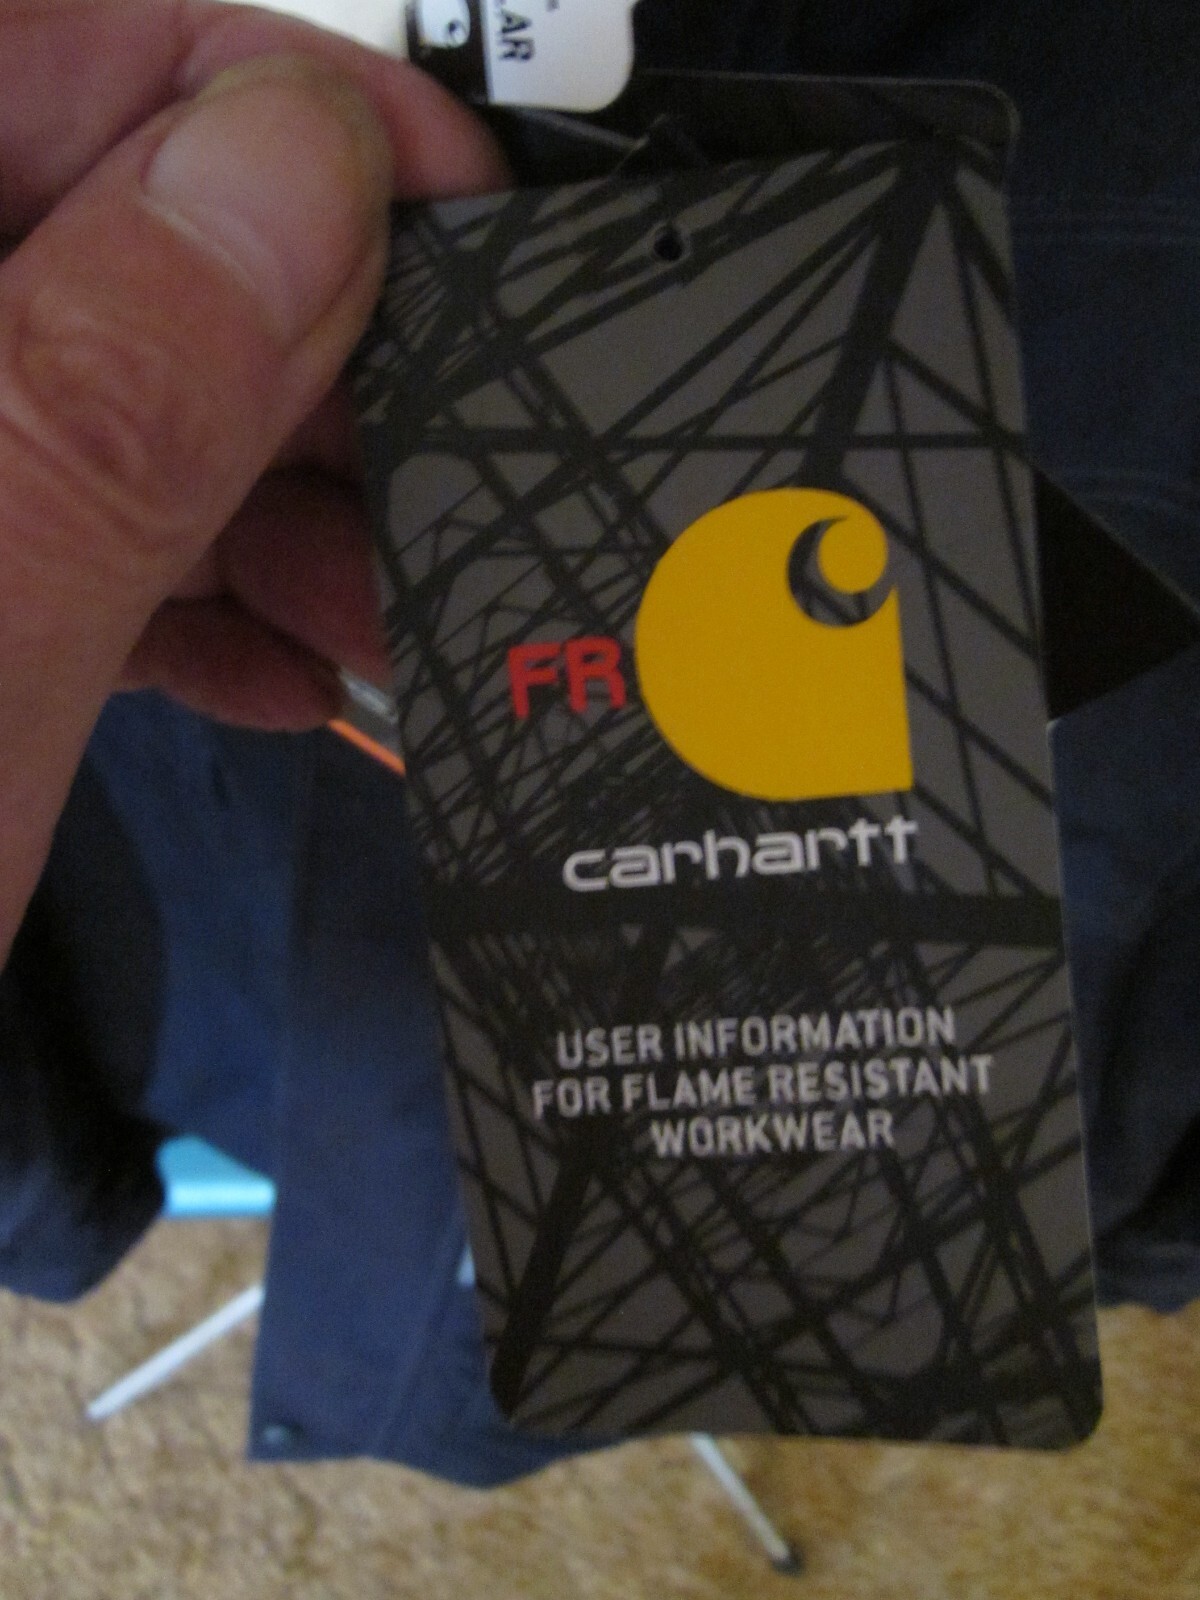 FR
carhartt
USER INFORMATION
FOR FLAME RESISTANT
WORKWEAR